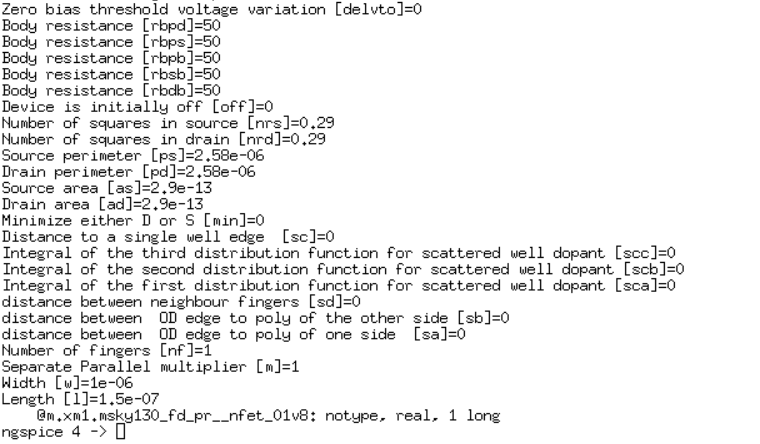 Zero bias threshold voltage variation [delvto]=0
Body resistance [rbpd]=50
Body resistance [rbps]=50
Body resistance [rbpb]=50
Body resistance [rbsb]=50
Body resistance [rbdb]=50
Device is initially off [off]=0
Number of squares in source [nrs]=0.29
Number of squares in drain [nrd]=0.29
Source perimeter [ps]=2.58e-06
Drain perimeter [pd]=2.58e-06
Source area [as]=2.9e-13
Drain area [ad]=2.9e-13
Minimize either D or S [min]=0
Distance to a single well edge  [sc]=0
Integral of the third distribution function for scattered well dopant [scc]=0
Integral of the second distribution function for scattered well dopant [scb]=0
Integral of the first distribution function for scattered well dopant [sca]=0
distance between neighbour fingers [sd]=0
distance between  OD edge to poly of the other side [sb]=0
distance between  OD edge to poly of one side  [sa]=0
Number of fingers [nf]=1
Separate Parallel multiplier [m]=1
Width [w]=1e-06
Length [l]=1.5e-07
    @m.xm1.msky130_fd_pr__nfet_01v8: notype, real, 1 long
ngspice 4 ->